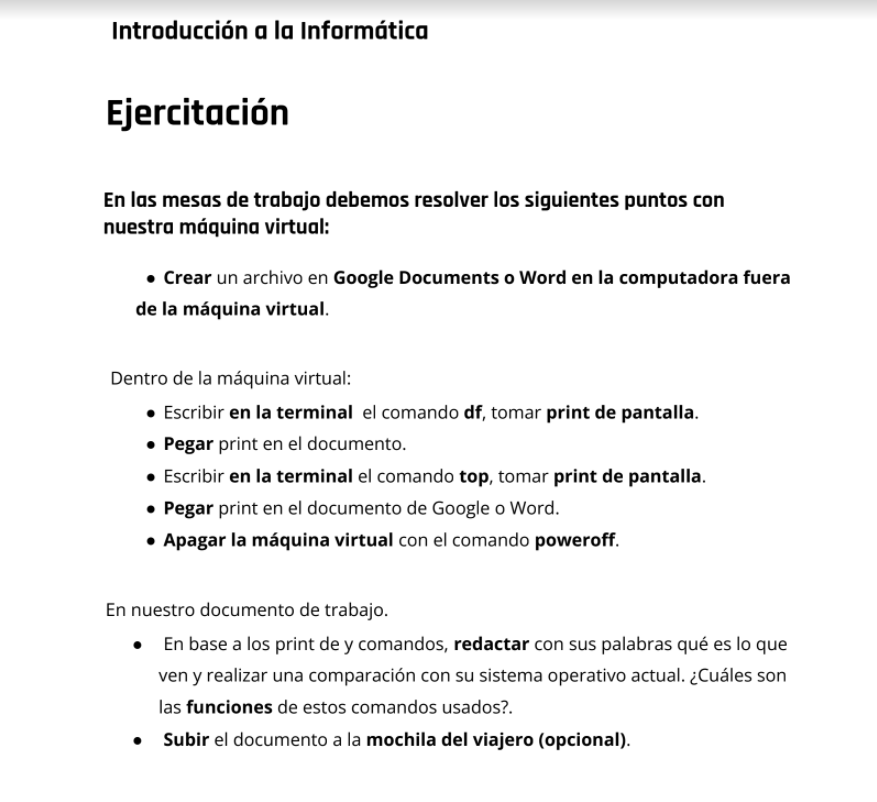 Introducción a la Informática
Ejercitación
En las mesas de trabajo debemos resolver los siguientes puntos con
nuestra máquina virtual:
● Crear un archivo en Google Documents o Word en la computadora fuera
de la máquina virtual.
Dentro de la máquina virtual:
● Escribir en la terminal  el comando df, tomar print de pantalla.
● Pegar print en el documento.
● Escribir en la terminal el comando top, tomar print de pantalla.
● Pegar print en el documento de Google o Word.
● Apagar la máquina virtual con el comando poweroff.
En nuestro documento de trabajo.
● En base a los print de y comandos, redactar con sus palabras qué es lo que
ven y realizar una comparación con su sistema operativo actual. ¿Cuáles son
las funciones de estos comandos usados?.
● Subir el documento a la mochila del viajero (opcional).